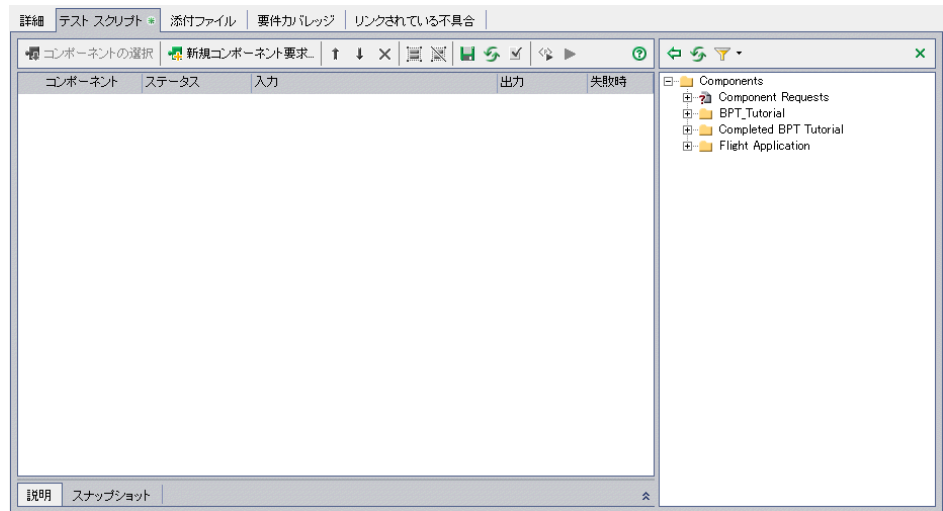 詳細 テスト スクリプト * 添付ファイル 要件カバレッジ リンクされている不具合
コンポーネントの選択 新規コンポーネント要求...
コンポーネント ステータス 入力 出力 失敗時
Components
Component Requests
BPT_Tutorial
Completed BPT Tutorial
Flight Application
説明 スナップショット